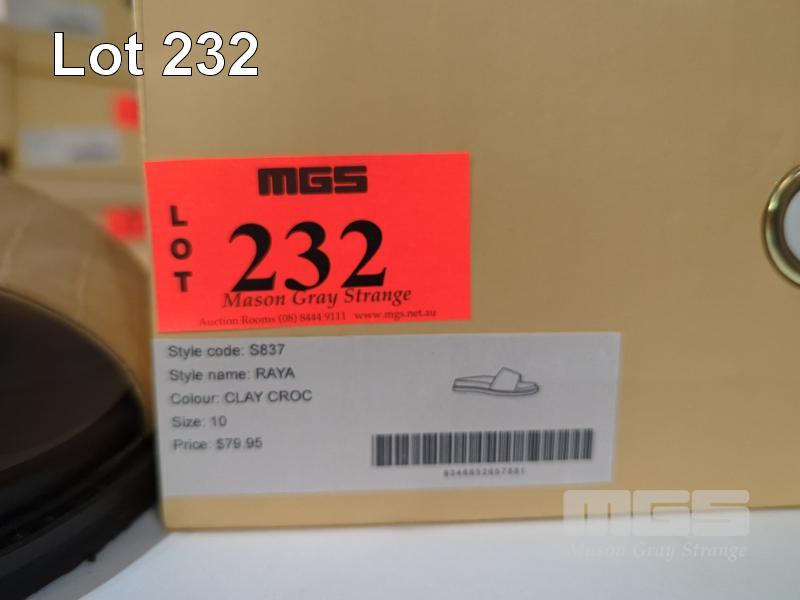 Lot 232
MGS
LOT
232
Mason Gray Strange
Auction Rooms (08) 8444 9111 www.mgs.net.au
Style code: S837
Style name: RAYA
Colour: CLAY CROC
Size: 10
Price: $79.95
MGS
Mason Gray Strange